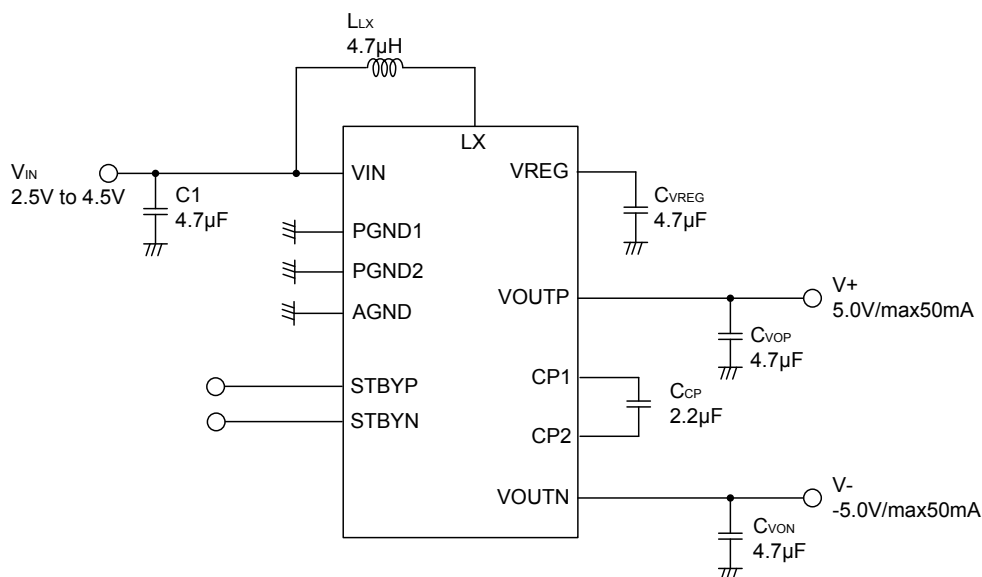 LLX
4.7µH
LX
VIN
2.5V to 4.5V
C1
4.7µF
VIN
PGND1
PGND2
AGND
STBYP
STBYN
VREG
CVREG
4.7µF
VOUTP
V+
5.0V/max50mA
CVOP
4.7µF
CP1
CP2
CCP
2.2µF
VOUTN
V-
-5.0V/max50mA
CVON
4.7µF